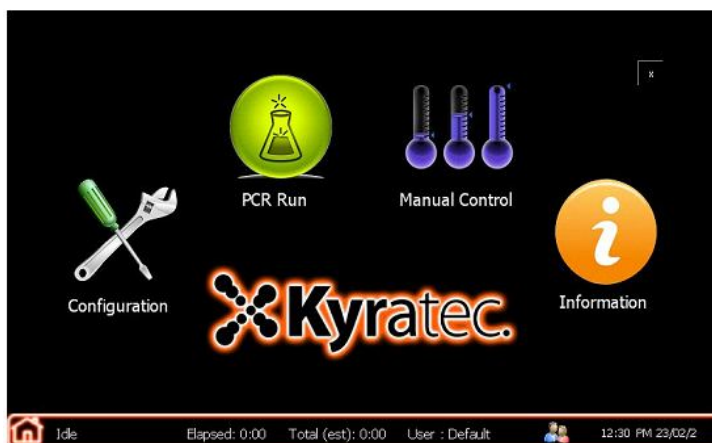 x
PCR Run
Manual Control
Configuration
Information
Kyratec.
Idle Elapsed: 0:00 Total (est): 0:00 User : Default 12:30 PM 23/02/2